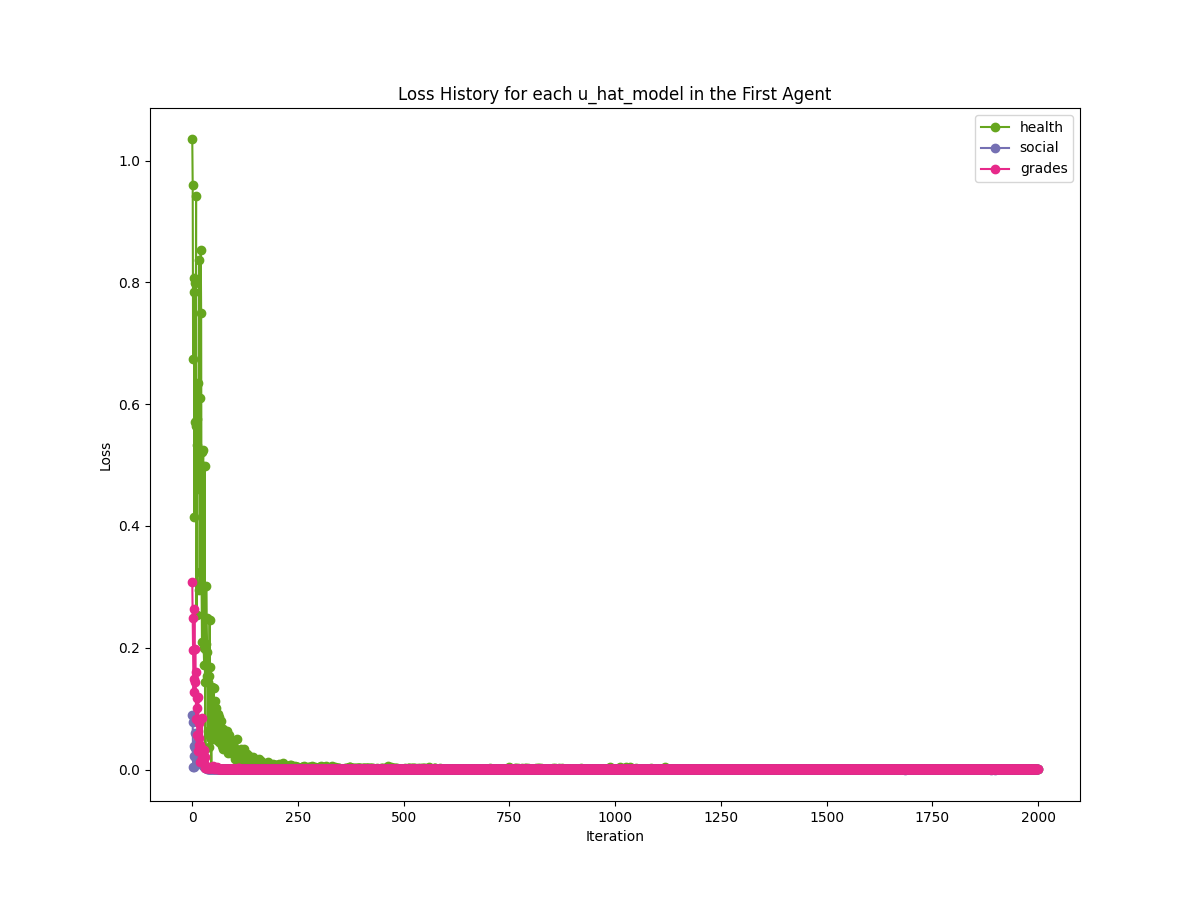 Loss History for each u_hat_model in the First Agent
health
social
grades
1.0
0.8
0.6
0.4
0.2
0.0
Loss
0 250 500 750 1000 1250 1500 1750 2000
Iteration